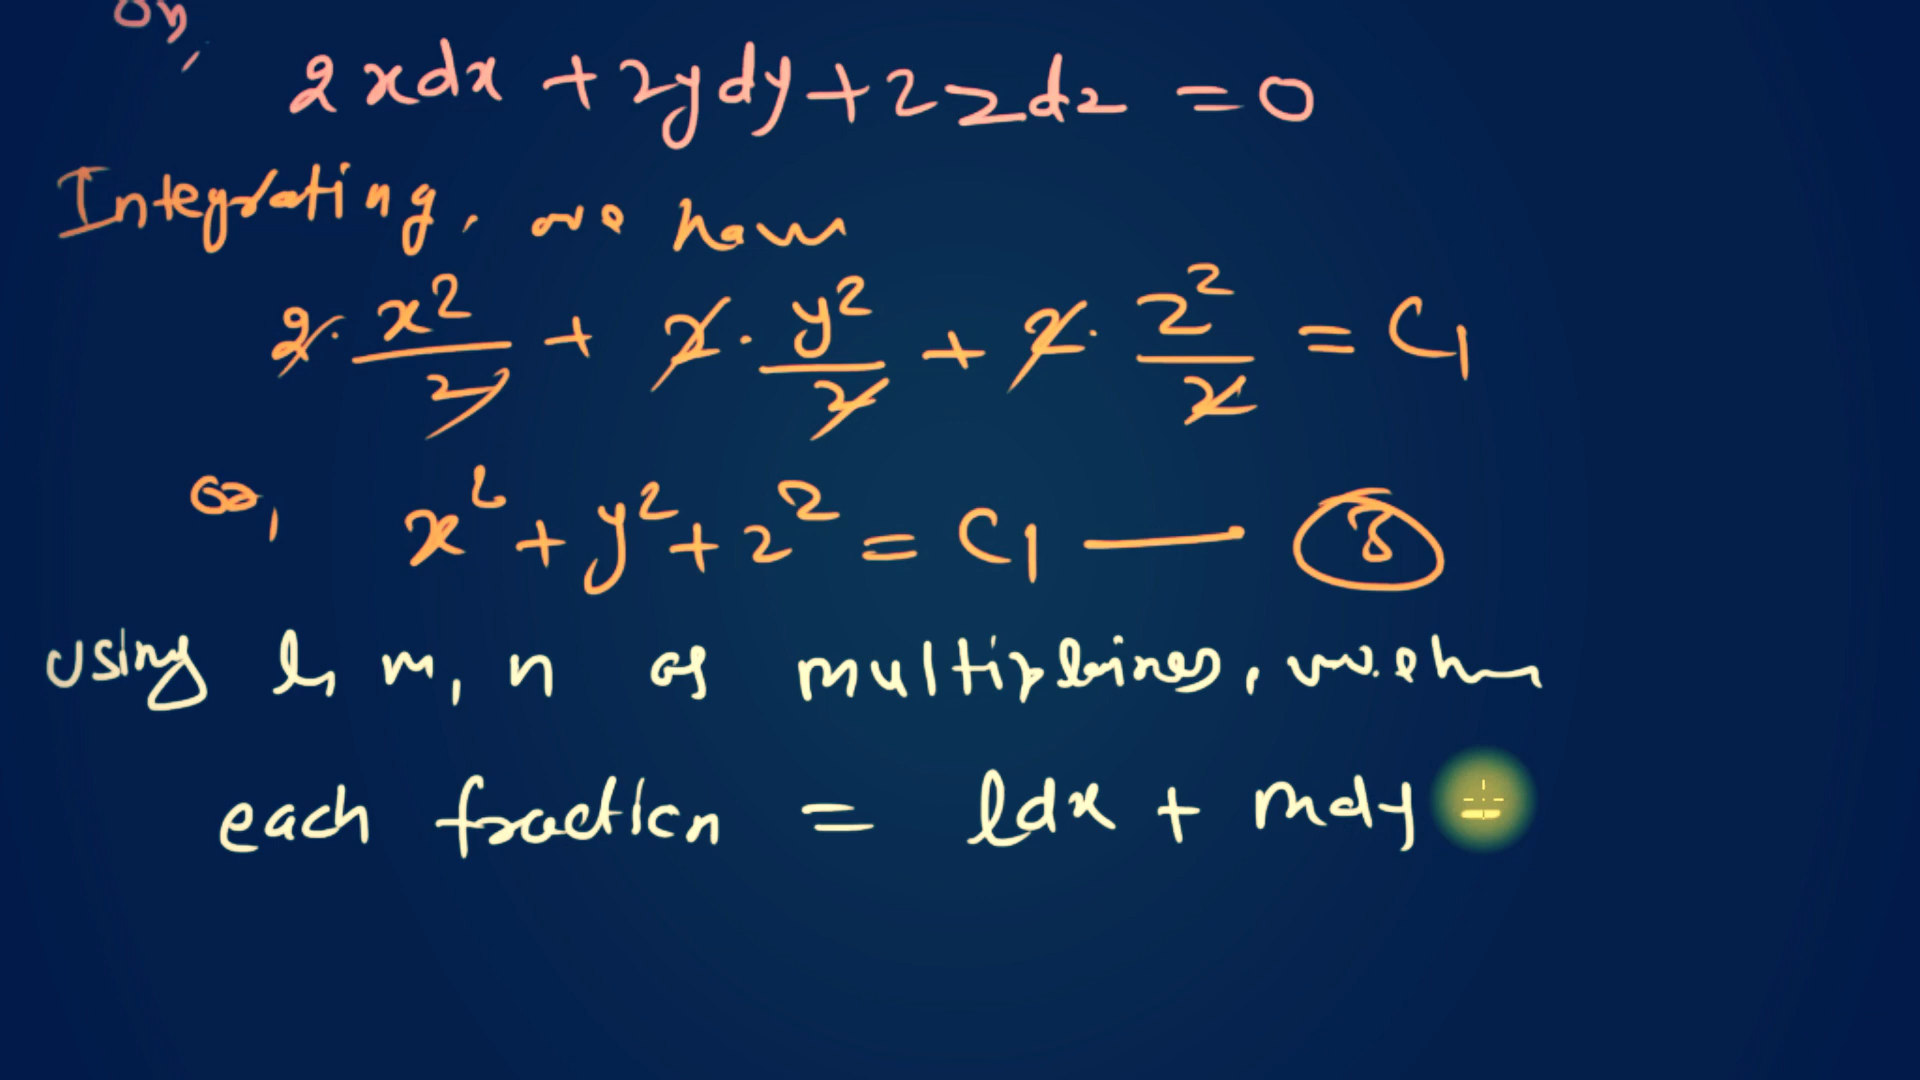 Or,
2xdx + 2ydy + 2zdz = 0
Integrating, we have
2·x²/2 + 2·y²/2 + 2·z²/2 = C₁
or, x² + y² + z² = C₁ — ③
Using l, m, n as multipliers, we have
each fraction = ldx + mdy